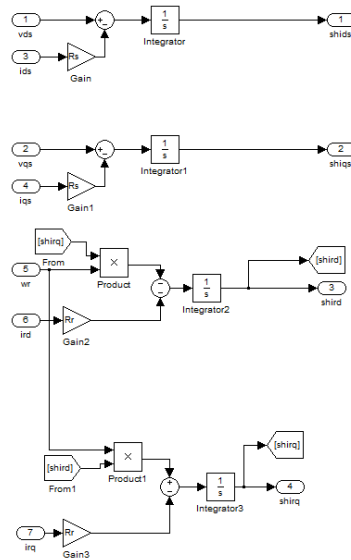 1
vds
3
ids
Rs
Gain
+
−
1
s
Integrator
1
shids
2
vqs
4
iqs
Rs
Gain1
+
−
1
s
Integrator1
2
shiqs
[shirq]
From
5
wr
×
Product
6
ird
Rr
Gain2
−
−
1
s
Integrator2
[shird]
3
shird
[shird]
From1
×
Product1
7
irq
Rr
Gain3
+
−
1
s
Integrator3
[shirq]
4
shirq